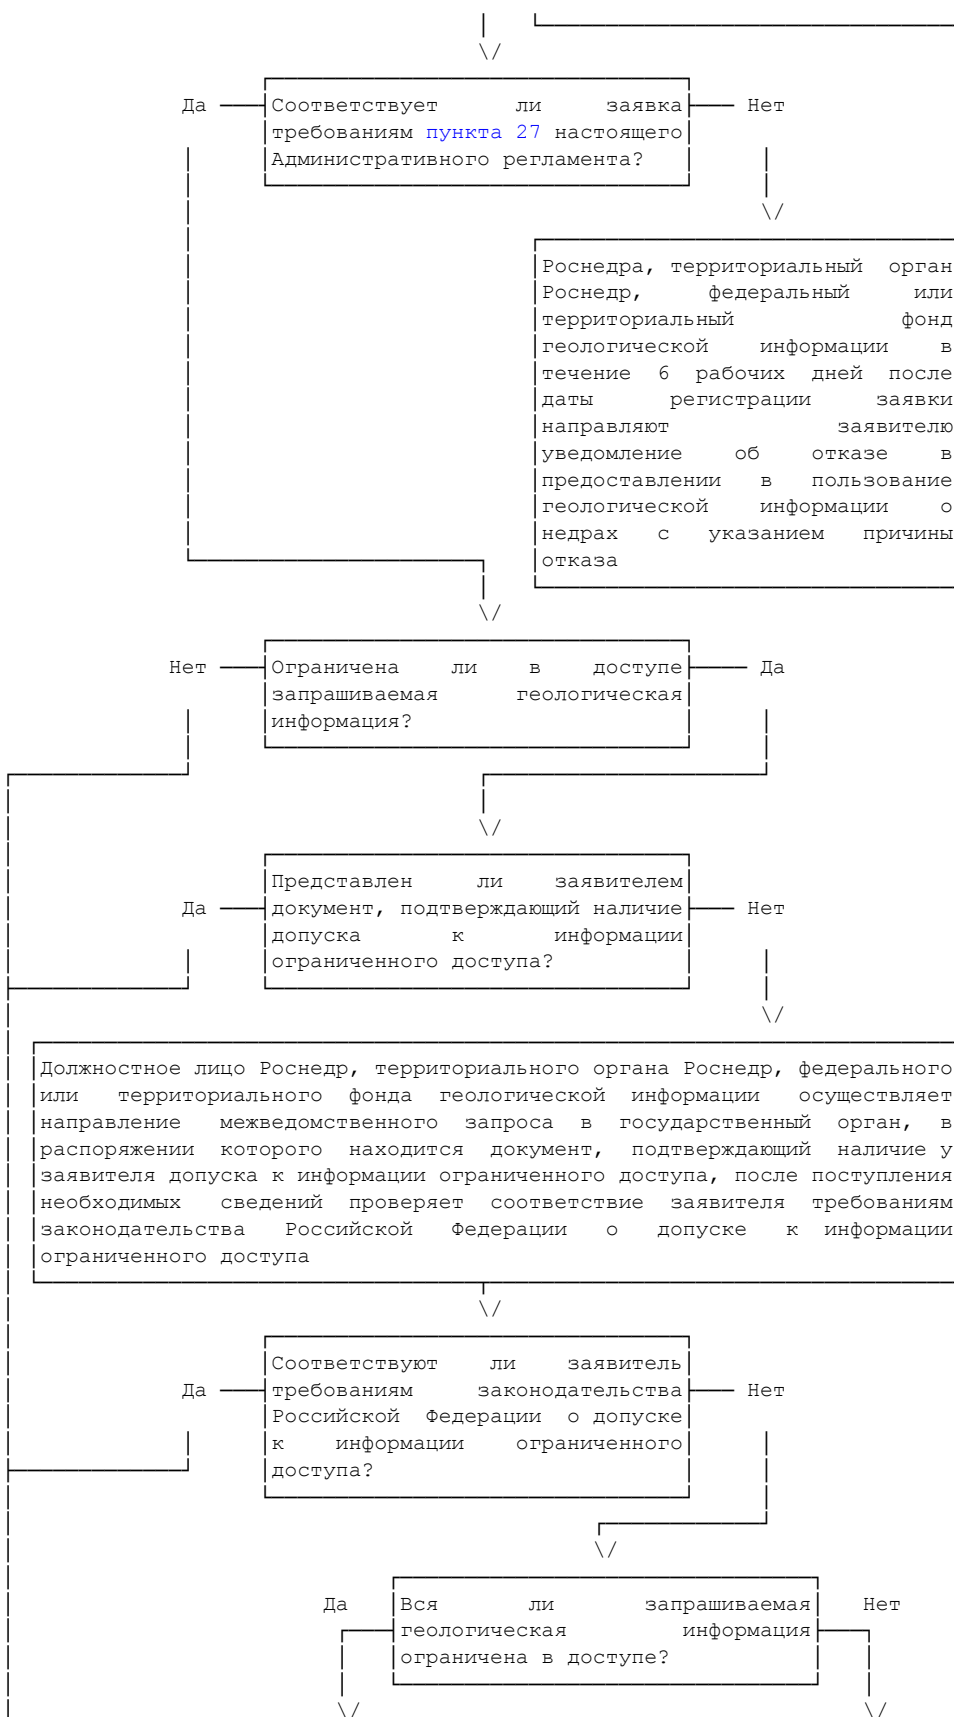 Да
Соответствует ли заявка
Нет
требованиям пункта 27 настоящего
Административного регламента?
Роснедра, территориальный орган
Роснедр, федеральный или
территориальный фонд
геологической информации в
течение 6 рабочих дней после
даты регистрации заявки
направляют заявителю
уведомление об отказе в
предоставлении в пользование
геологической информации о
недрах с указанием причины
отказа
Нет
Ограничена ли в доступе
Да
запрашиваемая геологическая
информация?
Представлен ли заявителем
Да
документ, подтверждающий наличие
Нет
допуска к информации
ограниченного доступа?
Должностное лицо Роснедр, территориального органа Роснедр, федерального
или территориального фонда геологической информации осуществляет
направление межведомственного запроса в государственный орган, в
распоряжении которого находится документ, подтверждающий наличие у
заявителя допуска к информации ограниченного доступа, после поступления
необходимых сведений проверяет соответствие заявителя требованиям
законодательства Российской Федерации о допуске к информации
ограниченного доступа
Соответствуют ли заявитель
Да
требованиям законодательства
Нет
Российской Федерации о допуске
к информации ограниченного
доступа?
Да
Вся ли запрашиваемая
Нет
геологическая информация
ограничена в доступе?